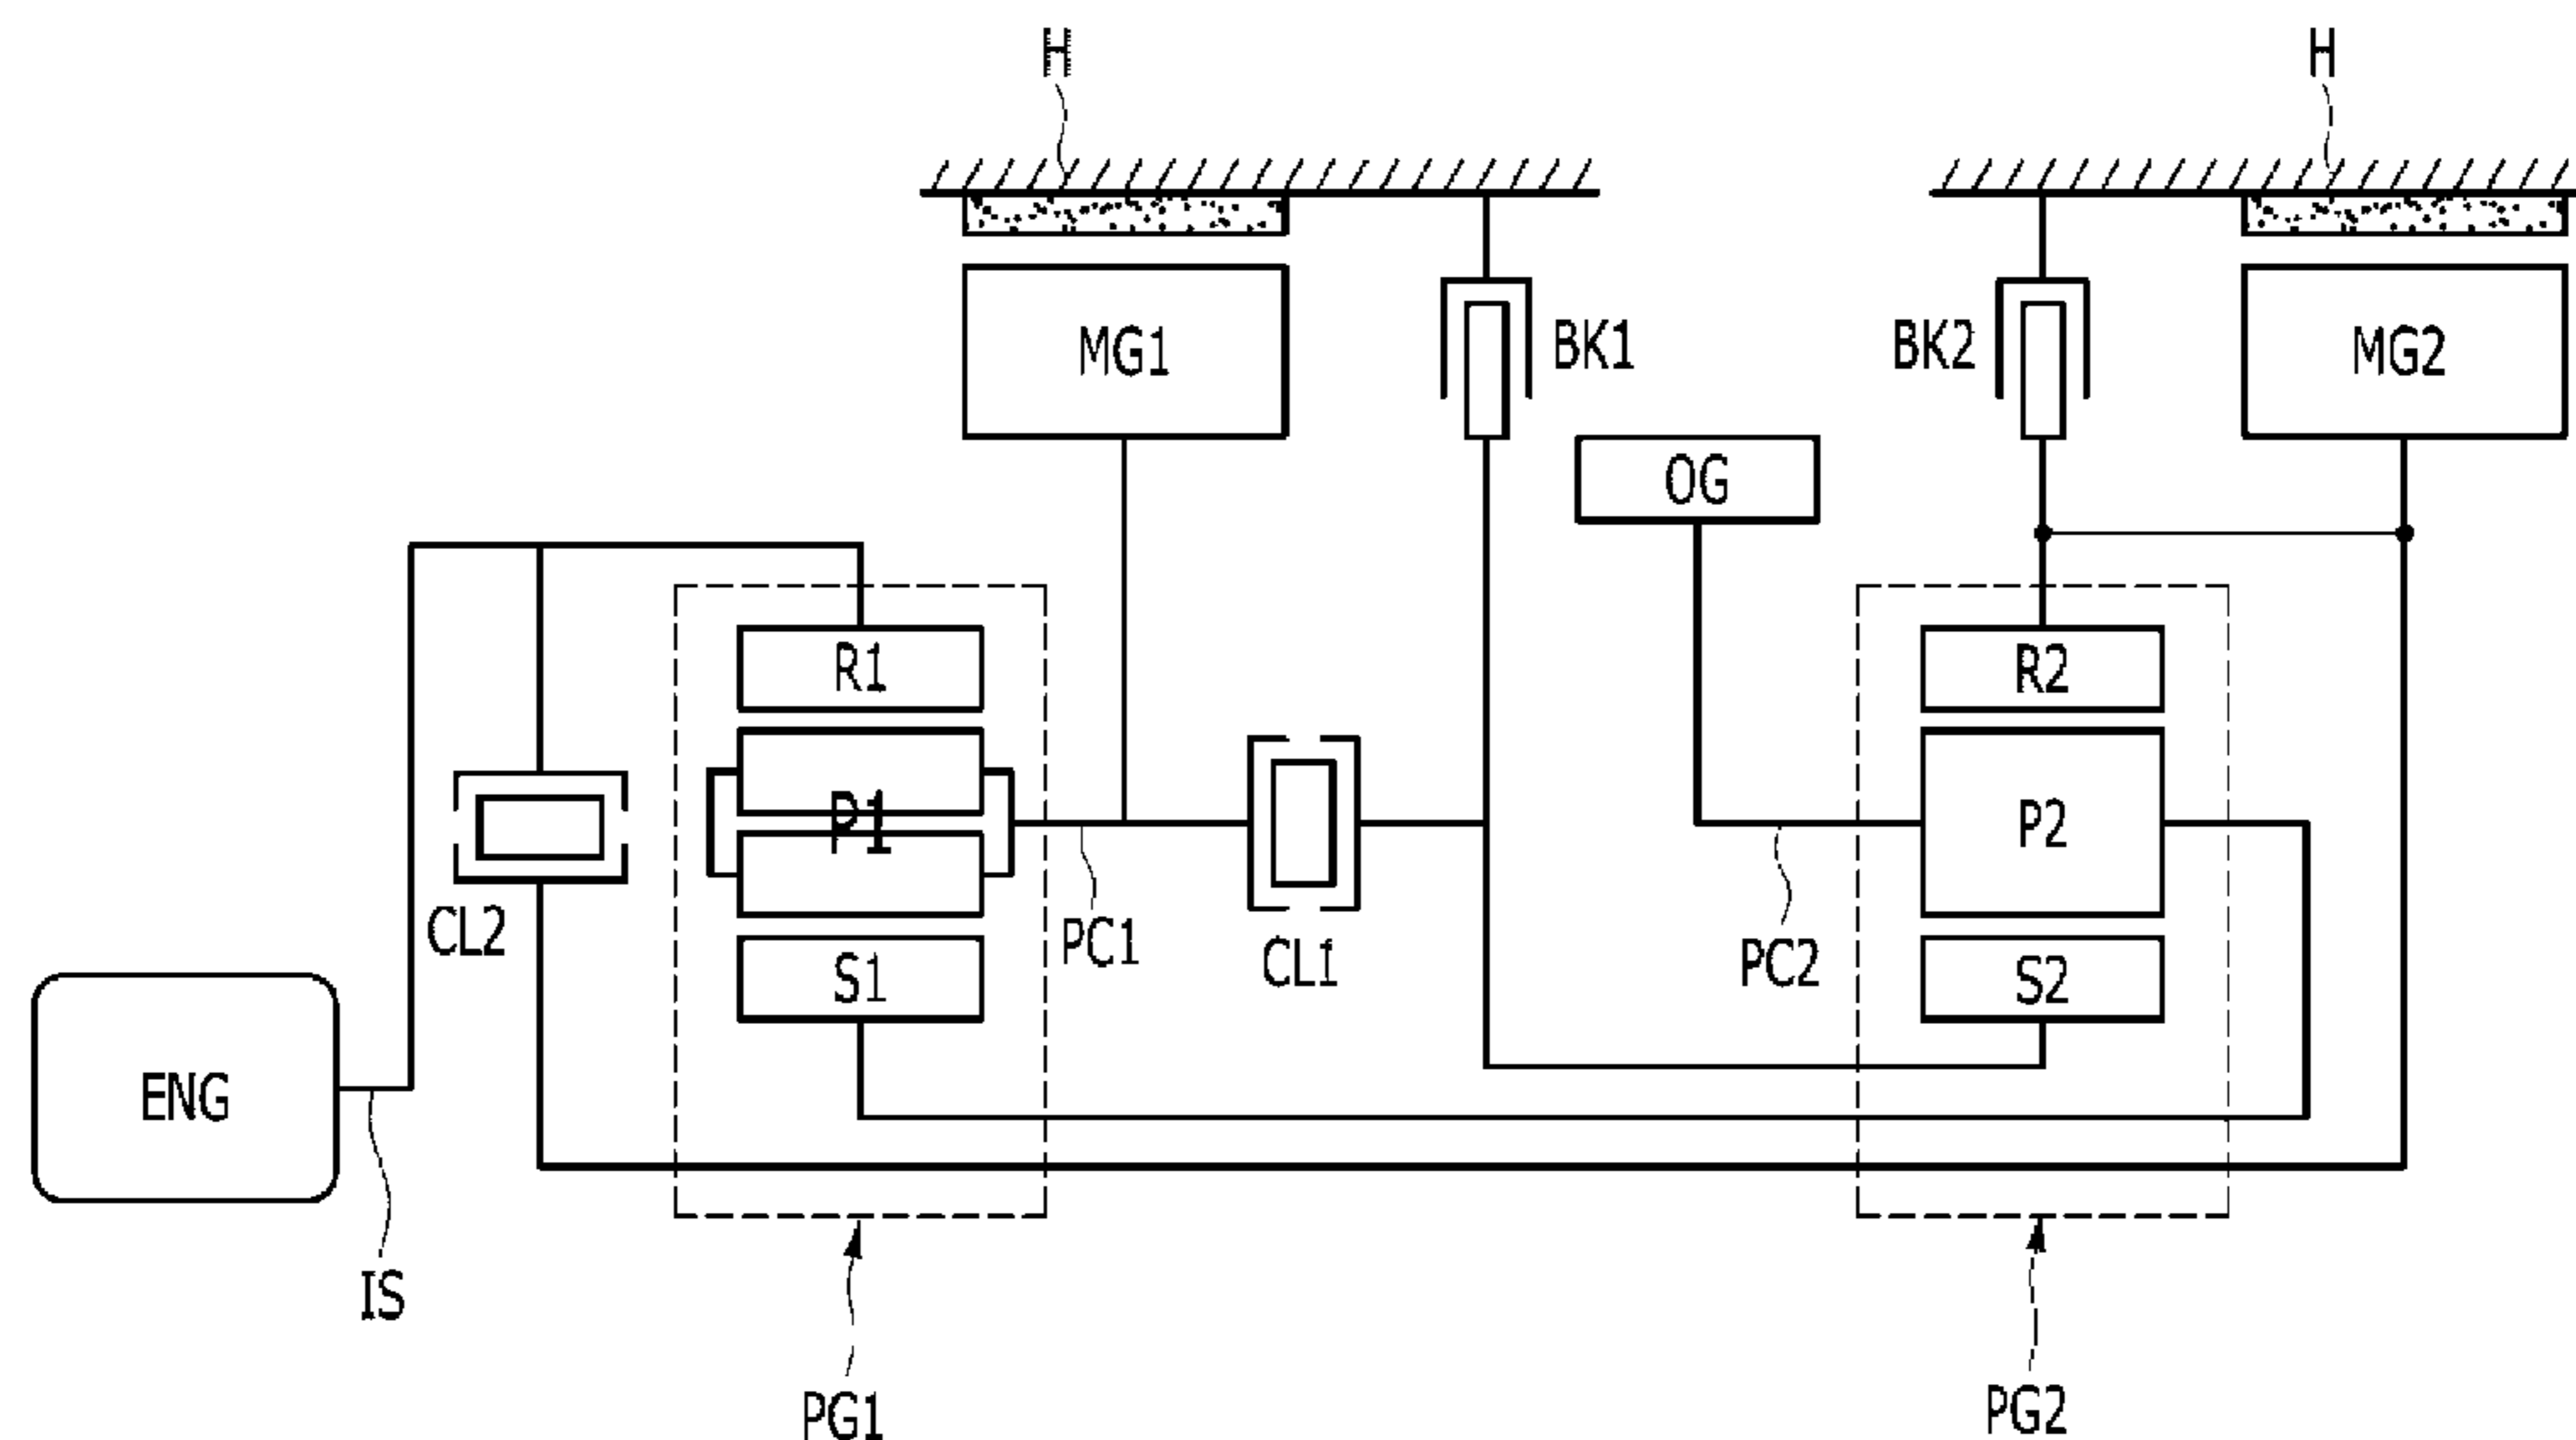 H
H
MG1
BK1
BK2
MG2
OG
R1
R2
P1
P2
CL2
PC1
CL1
PC2
S1
S2
ENG
IS
PG1
PG2